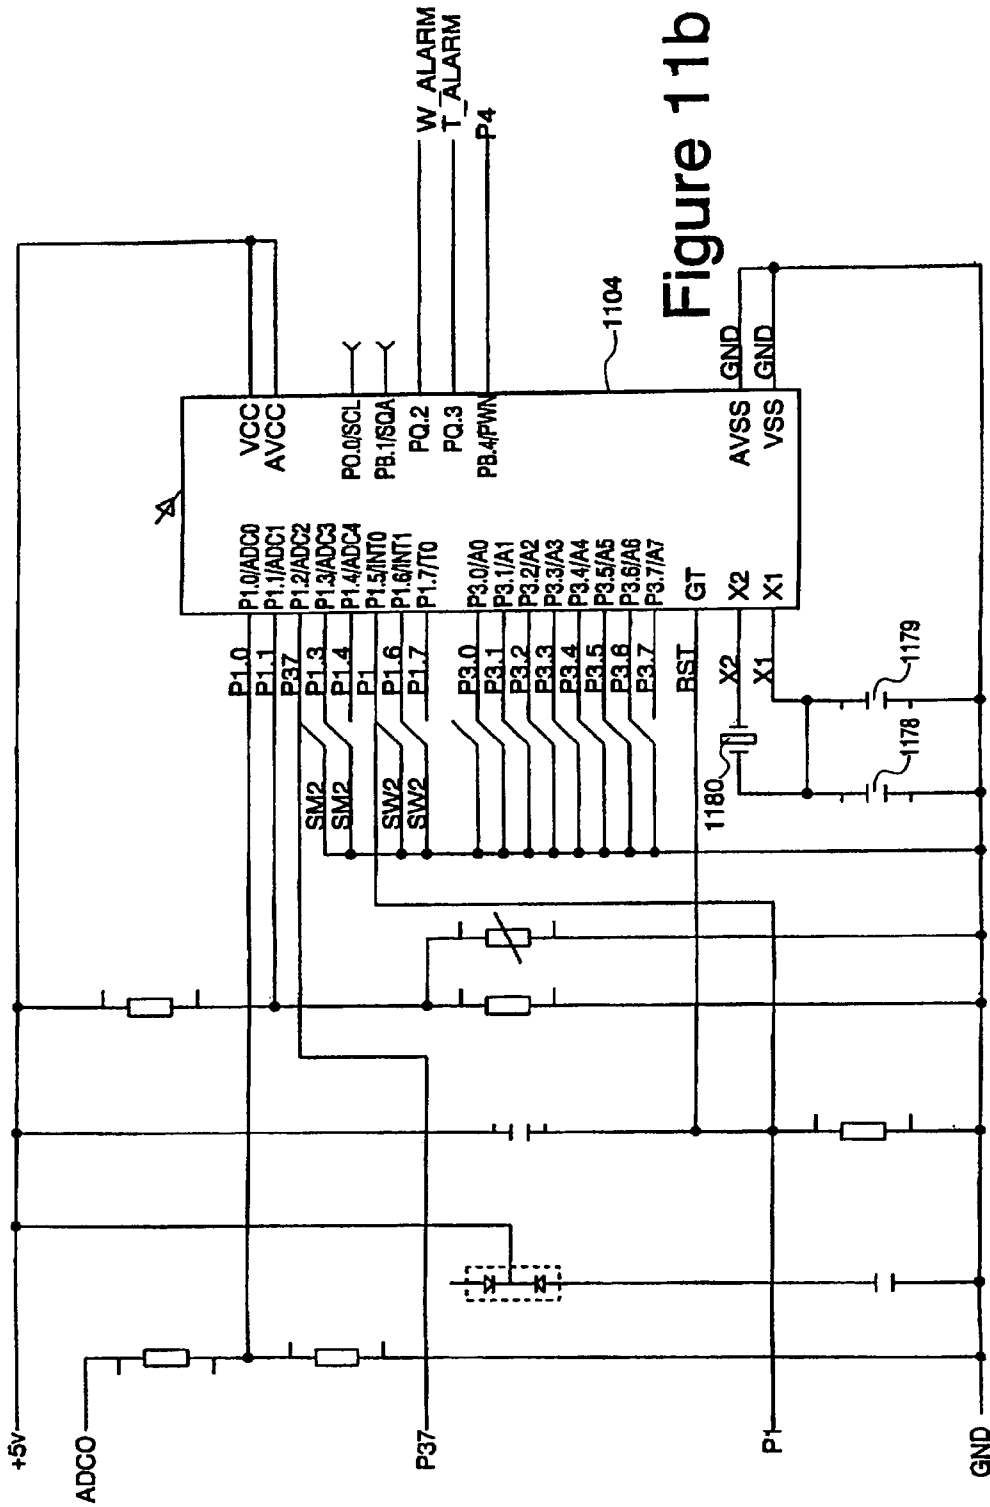 +5V
ADCO
P37
P1
GND
P1.0
P1.1
P37
P1.3
P1.4
P1
P1.6
P1.7
SM2
SM2
SW2
SW2
P3.0
P3.1
P3.2
P3.3
P3.4
P3.5
P3.6
P3.7
RST
X2
X1
1180
1178
1179
P1.0/ADC0
P1.1/ADC1
P1.2/ADC2
P1.3/ADC3
P1.4/ADC4
P1.5/INT0
P1.6/INT1
P1.7/T0
P3.0/A0
P3.1/A1
P3.2/A2
P3.3/A3
P3.4/A4
P3.5/A5
P3.6/A6
P3.7/A7
GT
X2
X1
VCC
AVCC
PO.0/SCL
PB.1/SQA
PQ.2
PQ.3
PB.4/PWN
AVSS
VSS
GND
GND
1104
W_ALARM
T_ALARM
P4
Figure 11b